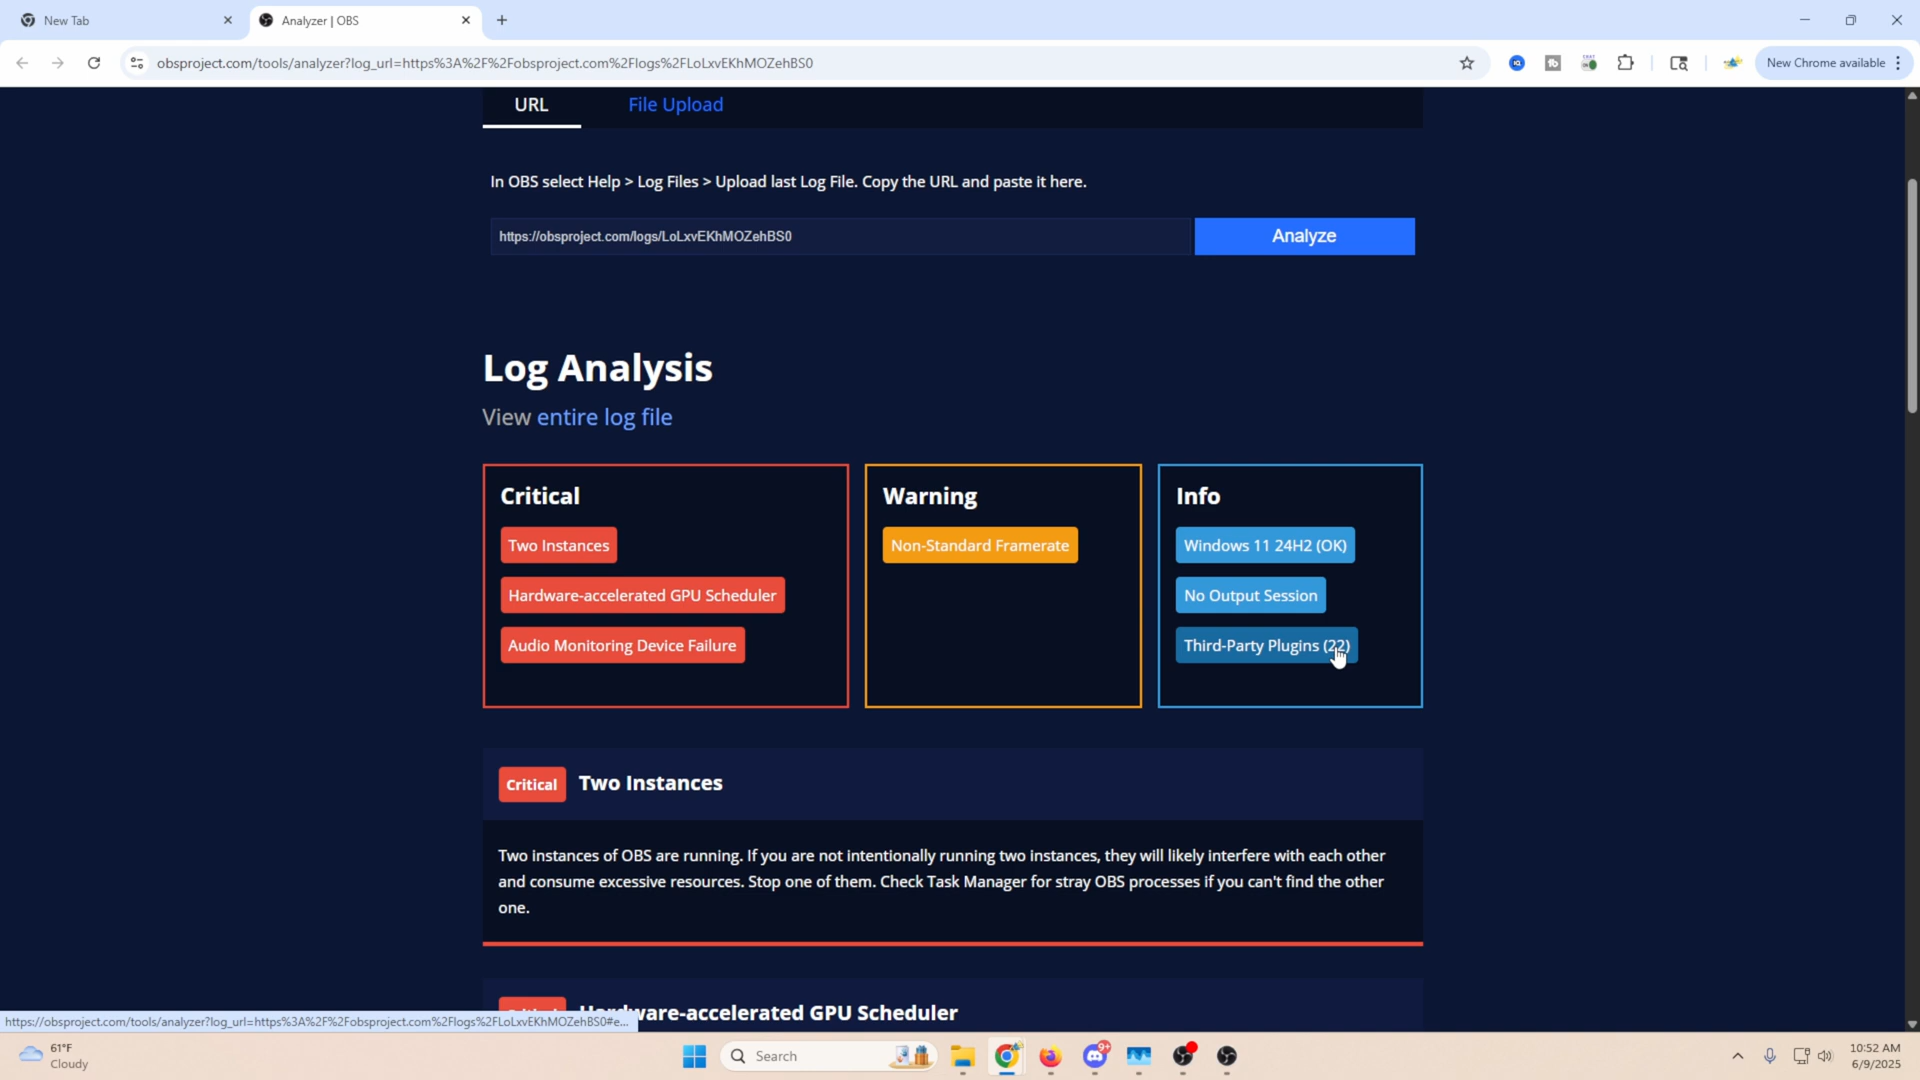 New Tab
Analyzer | OBS
obsproject.com/tools/analyzer?log_url=https%3A%2F%2Fobsproject.com%2Flogs%2FLoLxvEKhMOZehBS0
New Chrome available
URL
File Upload
In OBS select Help > Log Files > Upload last Log File. Copy the URL and paste it here.
https://obsproject.com/logs/LoLxvEKhMOZehBS0
Analyze
Log Analysis
View entire log file
Critical
Two Instances
Hardware-accelerated GPU Scheduler
Audio Monitoring Device Failure
Warning
Non-Standard Framerate
Info
Windows 11 24H2 (OK)
No Output Session
Third-Party Plugins (22)
Critical Two Instances
Two instances of OBS are running. If you are not intentionally running two instances, they will likely interfere with each other
and consume excessive resources. Stop one of them. Check Task Manager for stray OBS processes if you can't find the other
one.
Hardware-accelerated GPU Scheduler
https://obsproject.com/tools/analyzer?log_url=https%3A%2F%2Fobsproject.com%2Flogs%2FLoLxvEKhMOZehBS0#e...
61°F
Cloudy
Search
9+
10:52 AM
6/9/2025